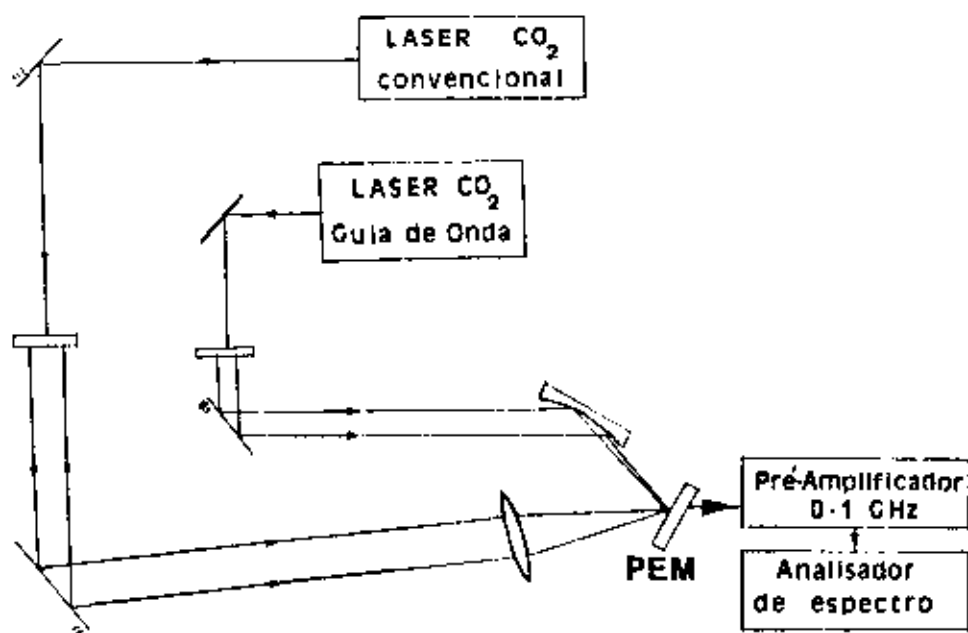 LASER CO2
convencional
LASER CO2
Guia de Onda
Pré-Amplificador
0-1 GHz
PEM
Analisador
de espectro